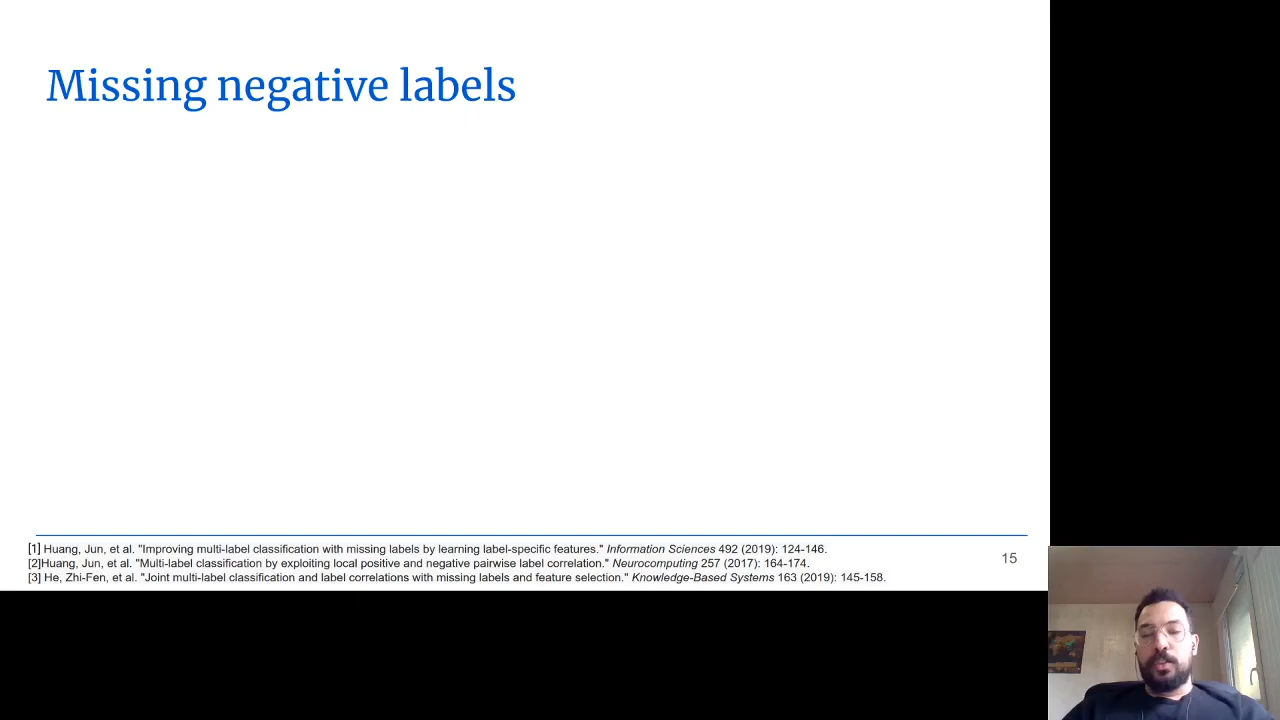 Missing negative labels
[1] Huang, Jun, et al. "Improving multi-label classification with missing labels by learning label-specific features." Information Sciences 492 (2019): 124-146.
[2]Huang, Jun, et al. "Multi-label classification by exploiting local positive and negative pairwise label correlation." Neurocomputing 257 (2017): 164-174.
[3] He, Zhi-Fen, et al. "Joint multi-label classification and label correlations with missing labels and feature selection." Knowledge-Based Systems 163 (2019): 145-158.
15